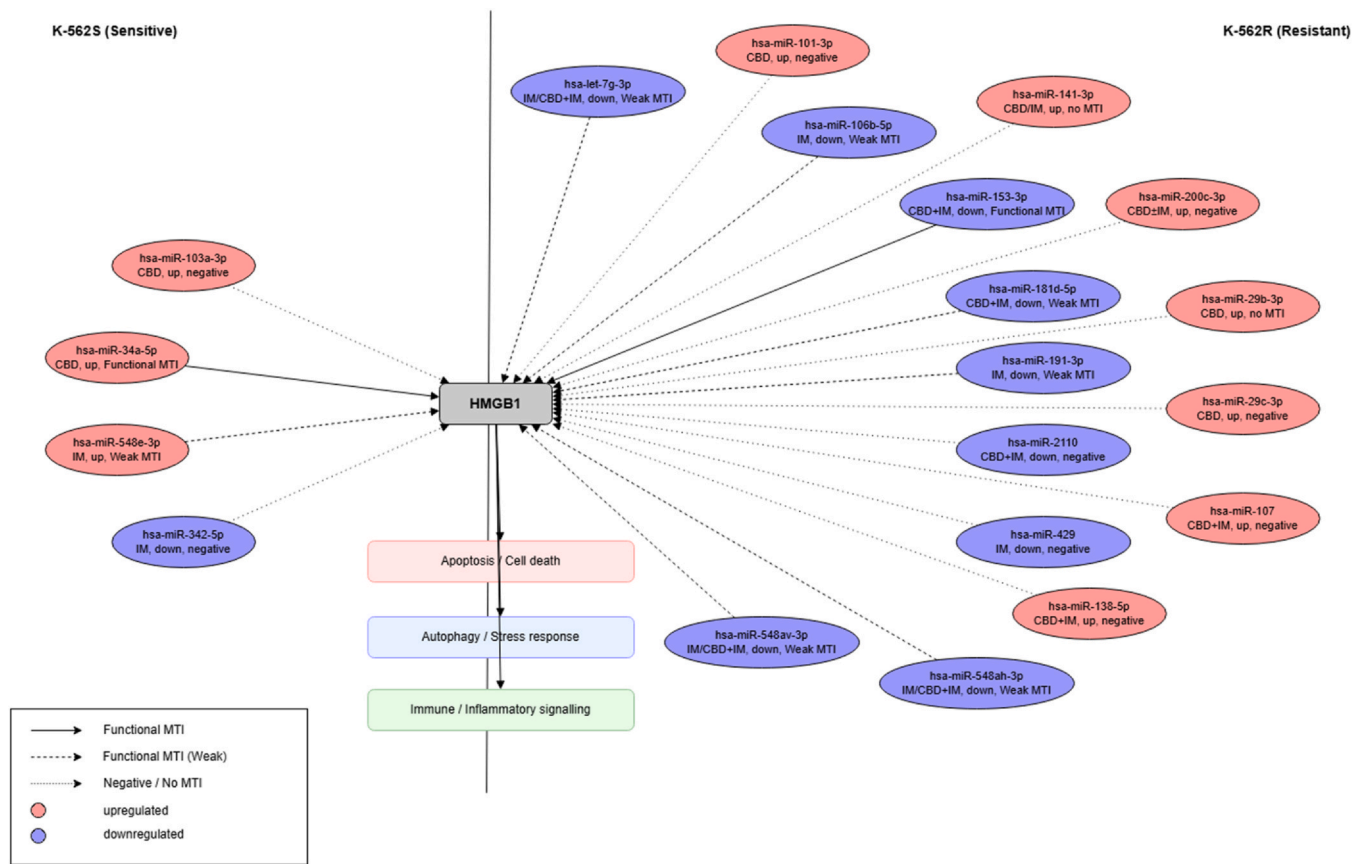 K-562S (Sensitive)
K-562R (Resistant)
hsa-miR-101-3p
CBD, up, negative
hsa-let-7g-3p
IM/CBD+IM, down, Weak MTI
hsa-miR-141-3p
CBD/IM, up, no MTI
hsa-miR-106b-5p
IM, down, Weak MTI
hsa-miR-153-3p
CBD+IM, down, Functional MTI
hsa-miR-200c-3p
CBD±IM, up, negative
hsa-miR-103a-3p
CBD, up, negative
hsa-miR-181d-5p
CBD+IM, down, Weak MTI
hsa-miR-29b-3p
CBD, up, no MTI
hsa-miR-34a-5p
CBD, up, Functional MTI
hsa-miR-191-3p
IM, down, Weak MTI
HMGB1
hsa-miR-29c-3p
CBD, up, negative
hsa-miR-548e-3p
IM, up, Weak MTI
hsa-miR-2110
CBD+IM, down, negative
hsa-miR-107
CBD+IM, up, negative
hsa-miR-342-5p
IM, down, negative
hsa-miR-429
IM, down, negative
Apoptosis / Cell death
hsa-miR-138-5p
CBD+IM, up, negative
Autophagy / Stress response
hsa-miR-548av-3p
IM/CBD+IM, down, Weak MTI
hsa-miR-548ah-3p
IM/CBD+IM, down, Weak MTI
Immune / Inflammatory signalling
Functional MTI
Functional MTI (Weak)
Negative / No MTI
upregulated
downregulated